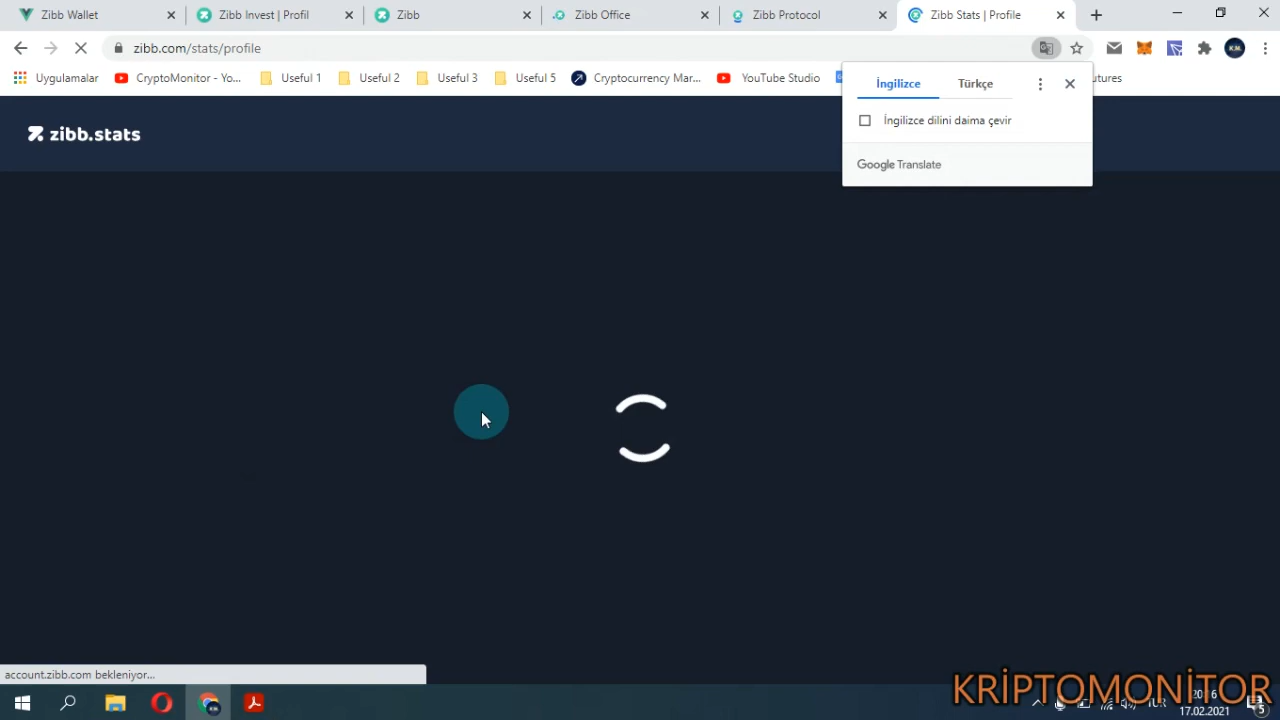 Zibb Wallet
Zibb Invest | Profil
Zibb
Zibb Office
Zibb Protocol
Zibb Stats | Profile
zibb.com/stats/profile
Uygulamalar
CryptoMonitor - Yo...
Useful 1
Useful 2
Useful 3
Useful 5
Cryptocurrency Mar...
YouTube Studio
utures
İngilizce
Türkçe
İngilizce dilini daima çevir
Google Translate
zibb.stats
account.zibb.com bekleniyor...
KRİPTOMONİTOR
TUR
17.02.2021
5